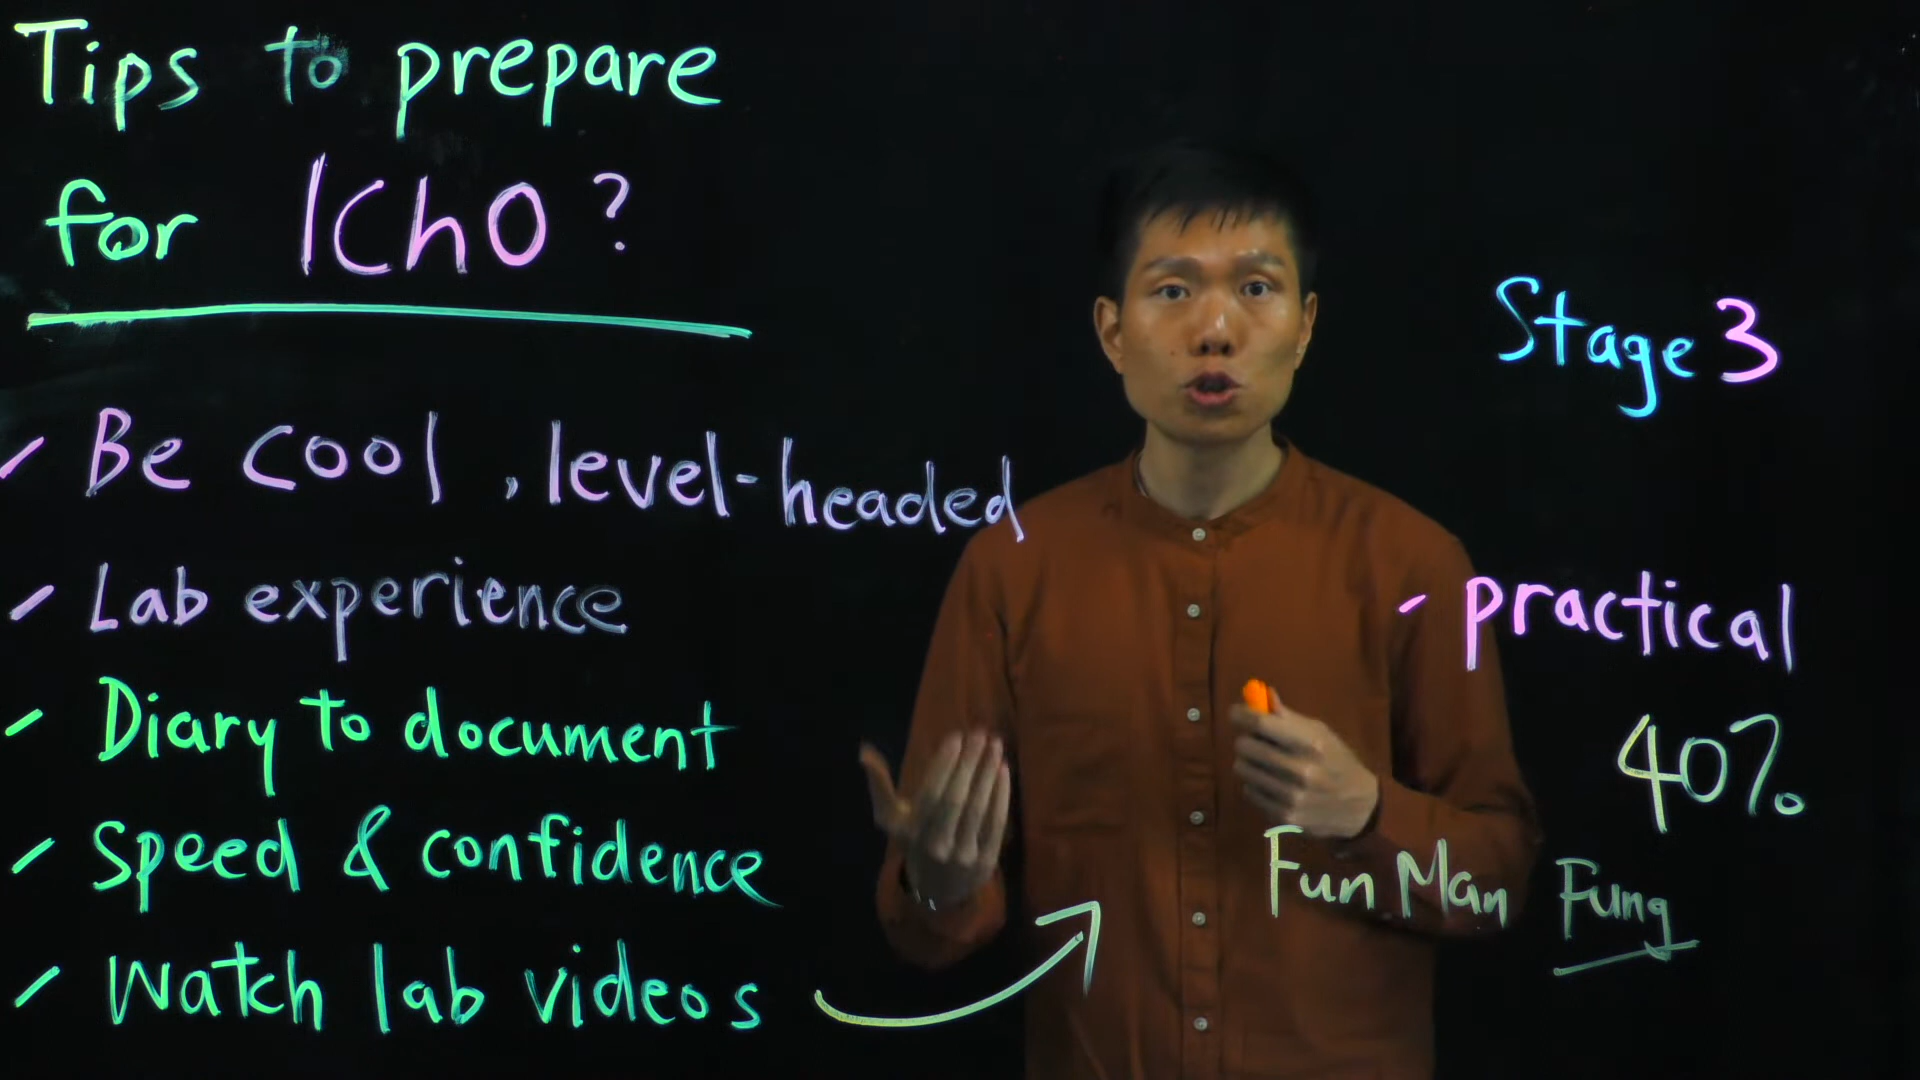 Tips to prepare
for IChO?
- Be cool, level-headed
- Lab experience
- Diary to document
- Speed & confidence
- Watch lab videos
Stage 3
- practical
40%
Fun Man Fung